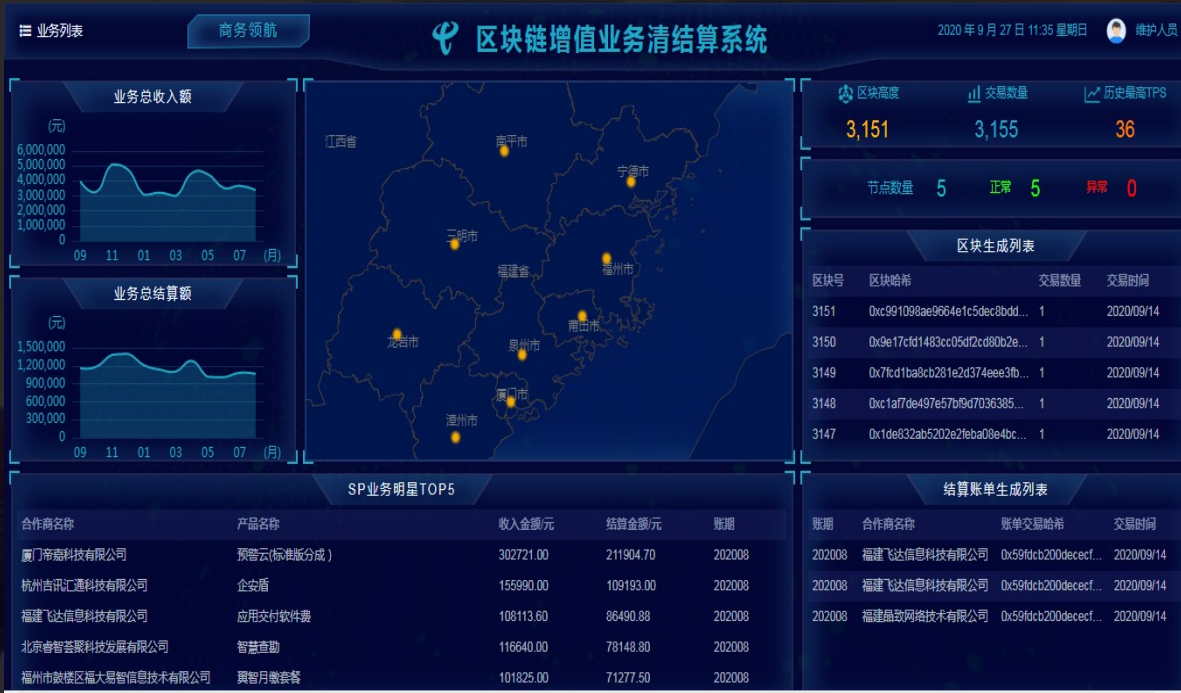 业务列表
商务领航
区块链增值业务清结算系统
2020 年 9 月 27 日 11:35 星期日
维护人员
业务总收入额
(元)
6,000,000
5,000,000
4,000,000
3,000,000
2,000,000
1,000,000
0
09 11 01 03 05 07 (月)
业务总结算额
(元)
1,500,000
1,200,000
900,000
600,000
300,000
0
09 11 01 03 05 07 (月)
江西省
南平市
宁德市
三明市
福建省
福州市
莆田市
龙岩市
泉州市
厦门市
漳州市
区块高度 交易数量 历史最高TPS
3,151 3,155 36
节点数量 5 正常 5 异常 0
区块生成列表
区块号 区块哈希 交易数量 交易时间
3151 0xc991098ae9664e1c5dec8bdd... 1 2020/09/14
3150 0x9e17cfd1483cc05df2cd80b2e... 1 2020/09/14
3149 0x7fcd1ba8cb281e2d374eee3fb... 1 2020/09/14
3148 0xc1af7de497e57bf9d7036385... 1 2020/09/14
3147 0x1de832ab5202e2feba08e4bc... 1 2020/09/14
SP业务明星TOP5
合作商名称 产品名称 收入金额/元 结算金额/元 账期
厦门帝嘉科技有限公司 预警云(标准版分成 ) 302721.00 211904.70 202008
杭州吉讯汇通科技有限公司 企安盾 155990.00 109193.00 202008
福建飞达信息科技有限公司 应用交付软件费 108113.60 86490.88 202008
北京睿智荟聚科技发展有限公司 智慧查勘 116640.00 78148.80 202008
福州市鼓楼区福大易智信息技术有限公司 翼智月缴套餐 101825.00 71277.50 202008
结算账单生成列表
账期 合作商名称 账单交易哈希 交易时间
202008 福建飞达信息科技有限公司 0x59fdcb200dececf... 2020/09/14
202008 福建飞达信息科技有限公司 0x59fdcb200dececf... 2020/09/14
202008 福建晶致网络技术有限公司 0x59fdcb200dececf... 2020/09/14